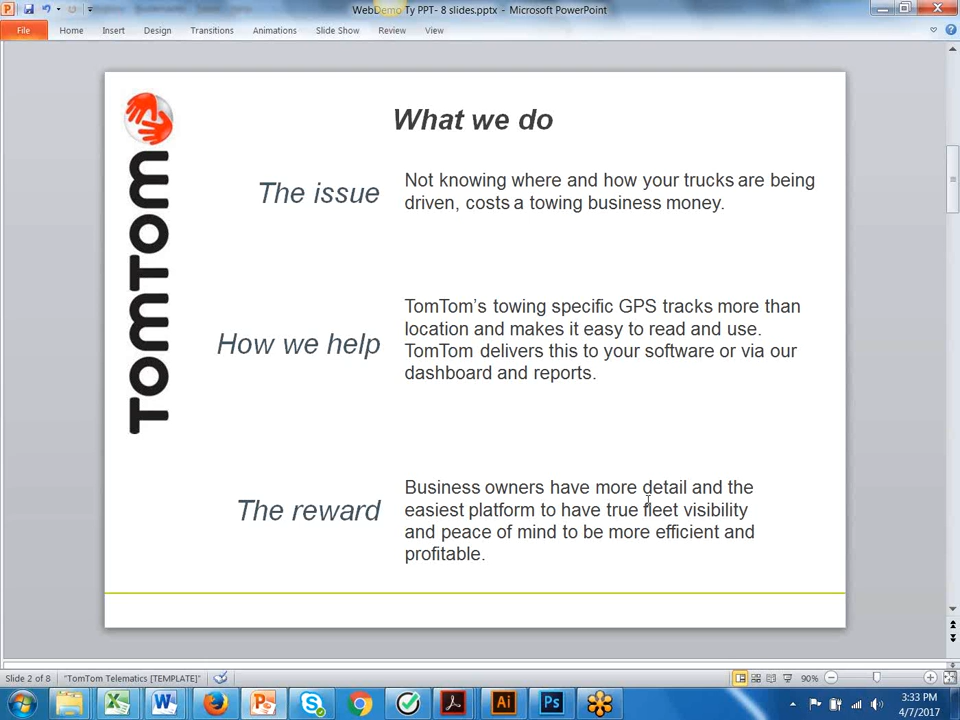 WebDemo Ty PPT- 8 slides.pptx - Microsoft PowerPoint
File Home Insert Design Transitions Animations Slide Show Review View
TOMTOM
What we do
The issue
Not knowing where and how your trucks are being
driven, costs a towing business money.
How we help
TomTom's towing specific GPS tracks more than
location and makes it easy to read and use.
TomTom delivers this to your software or via our
dashboard and reports.
The reward
Business owners have more detail and the
easiest platform to have true fleet visibility
and peace of mind to be more efficient and
profitable.
Slide 2 of 8 "TomTom Telematics [TEMPLATE]" 90%
3:33 PM
4/7/2017